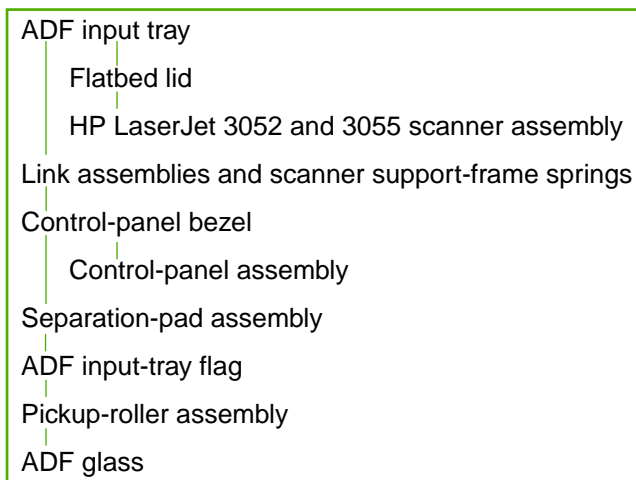 ADF input tray
Flatbed lid
HP LaserJet 3052 and 3055 scanner assembly
Link assemblies and scanner support-frame springs
Control-panel bezel
Control-panel assembly
Separation-pad assembly
ADF input-tray flag
Pickup-roller assembly
ADF glass